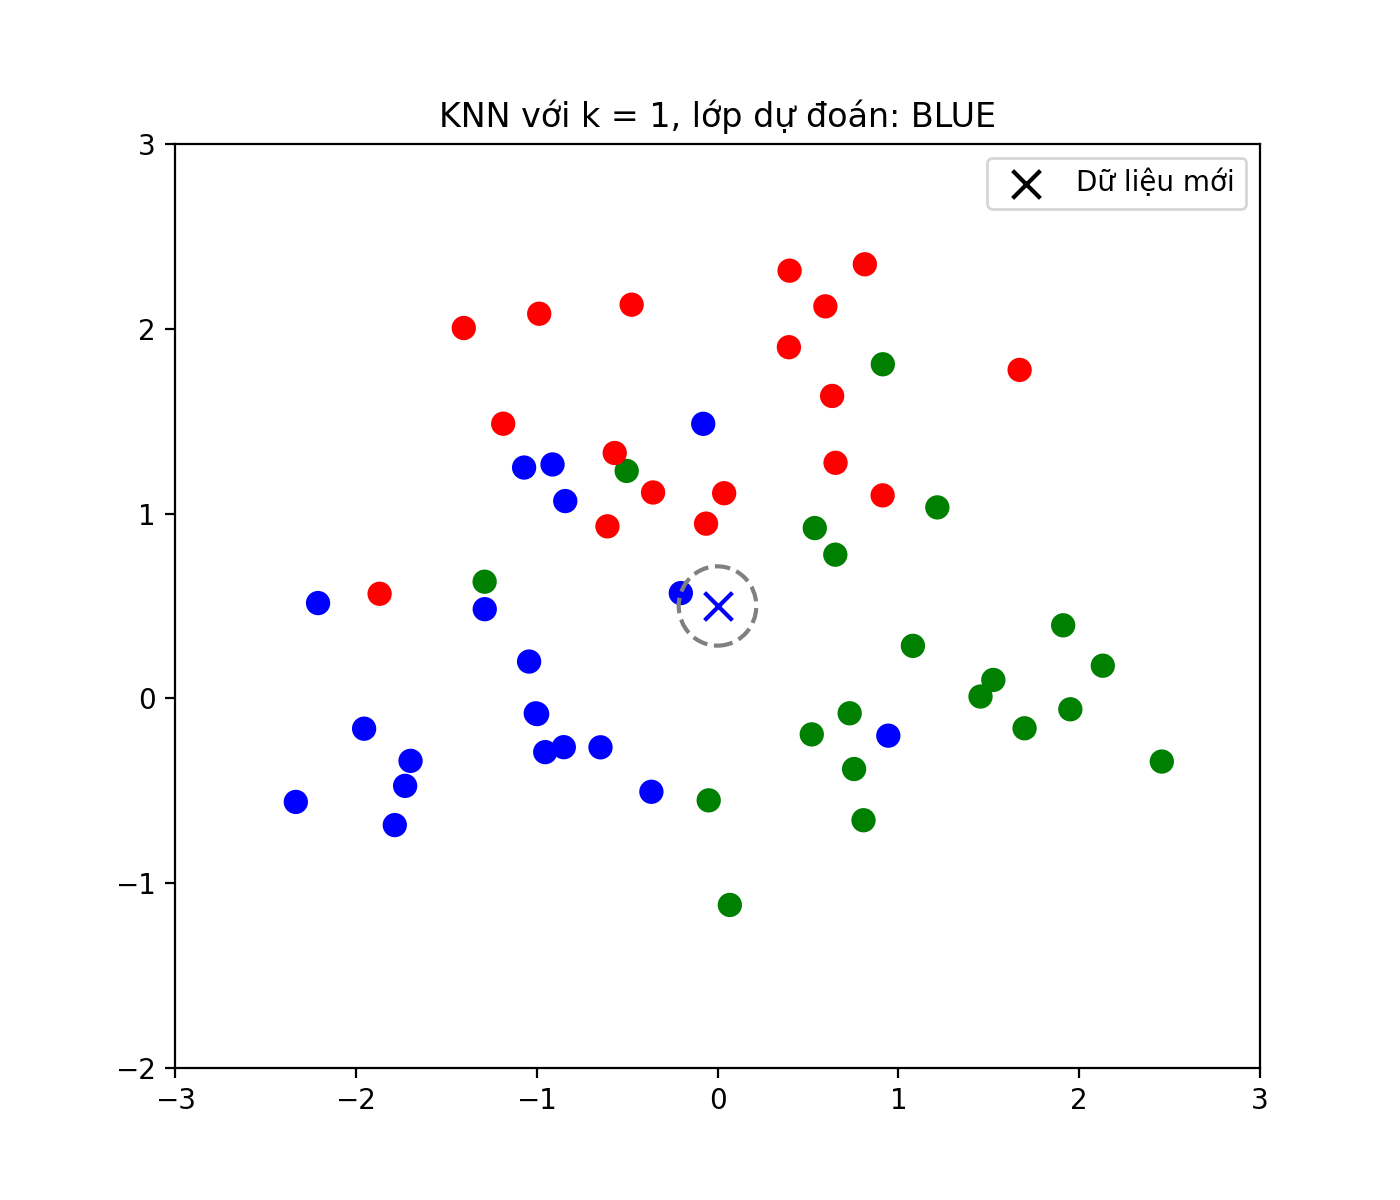 KNN với k = 1, lớp dự đoán: BLUE
Dữ liệu mới
3
2
1
0
−1
−2
−3 −2 −1 0 1 2 3